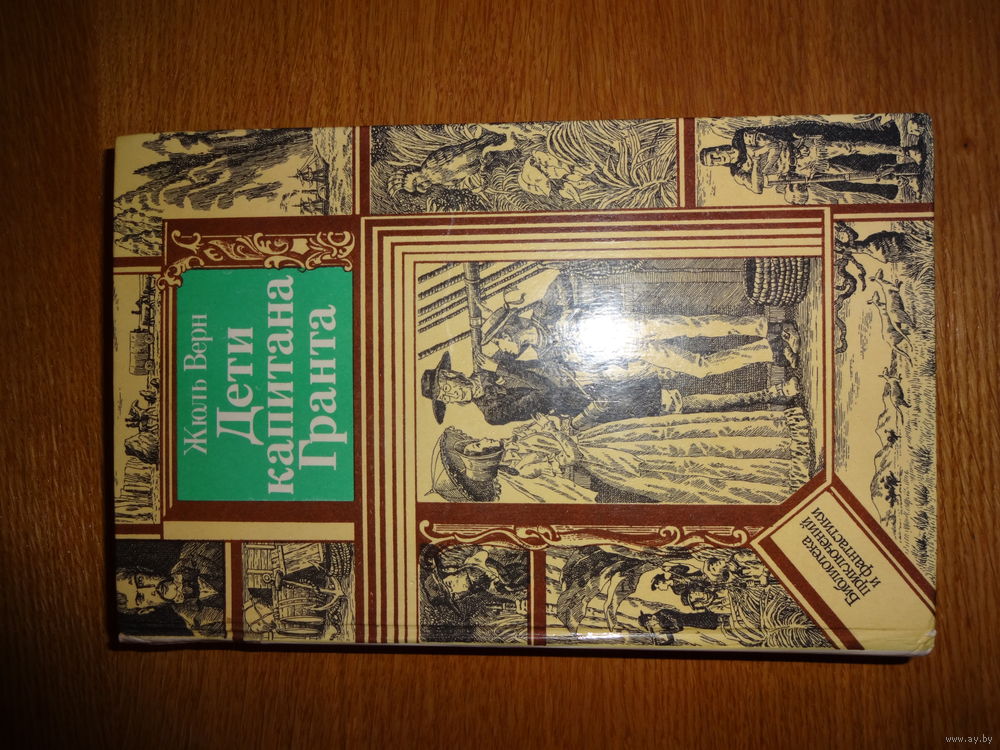 Жюль Верн
Дети
капитана
Гранта
Библиотека
приключений
и фантастики
www.ay.by